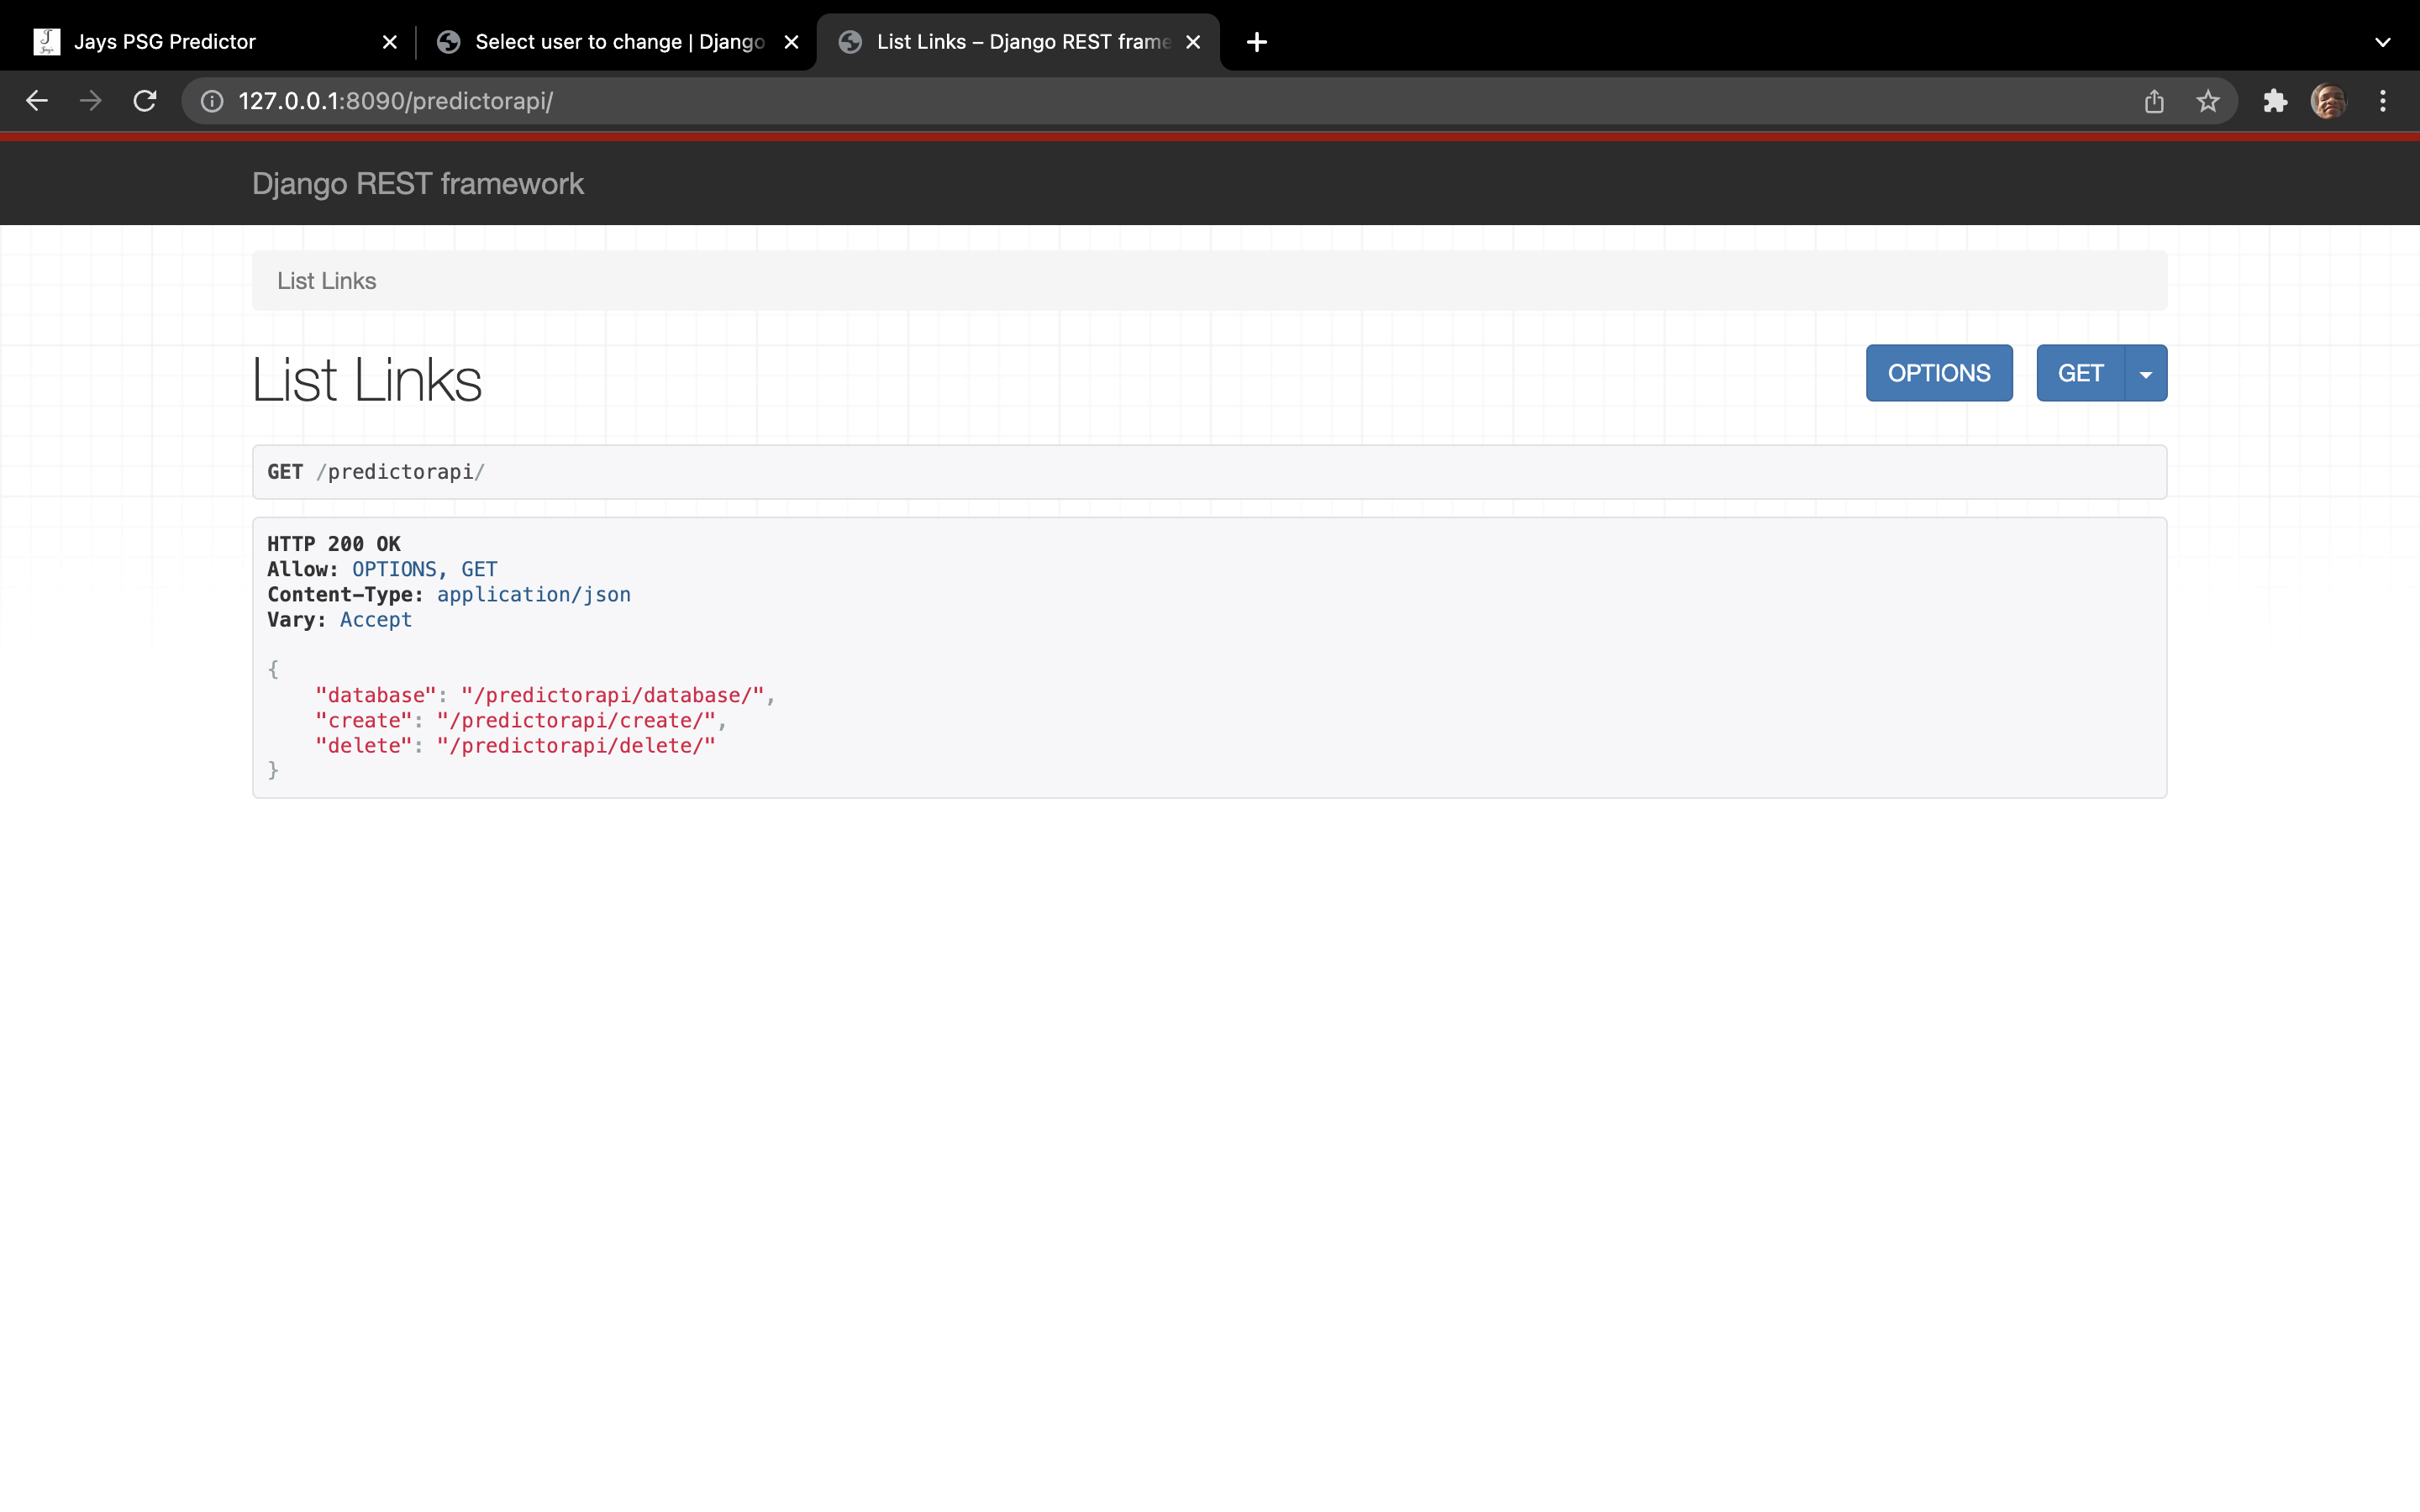 Jays PSG Predictor
Select user to change | Django
List Links – Django REST frame
127.0.0.1:8090/predictorapi/
Django REST framework
List Links
List Links
OPTIONS
GET
GET /predictorapi/
HTTP 200 OK
Allow: OPTIONS, GET
Content-Type: application/json
Vary: Accept
{
    "database": "/predictorapi/database/",
    "create": "/predictorapi/create/",
    "delete": "/predictorapi/delete/"
}